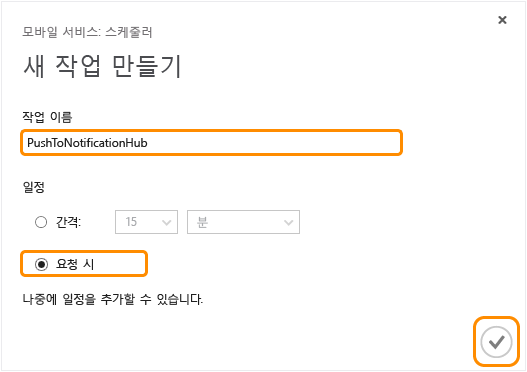 모바일 서비스: 스케줄러
새 작업 만들기
작업 이름
PushToNotificationHub
일정
간격: 15 분
요청 시
나중에 일정을 추가할 수 있습니다.